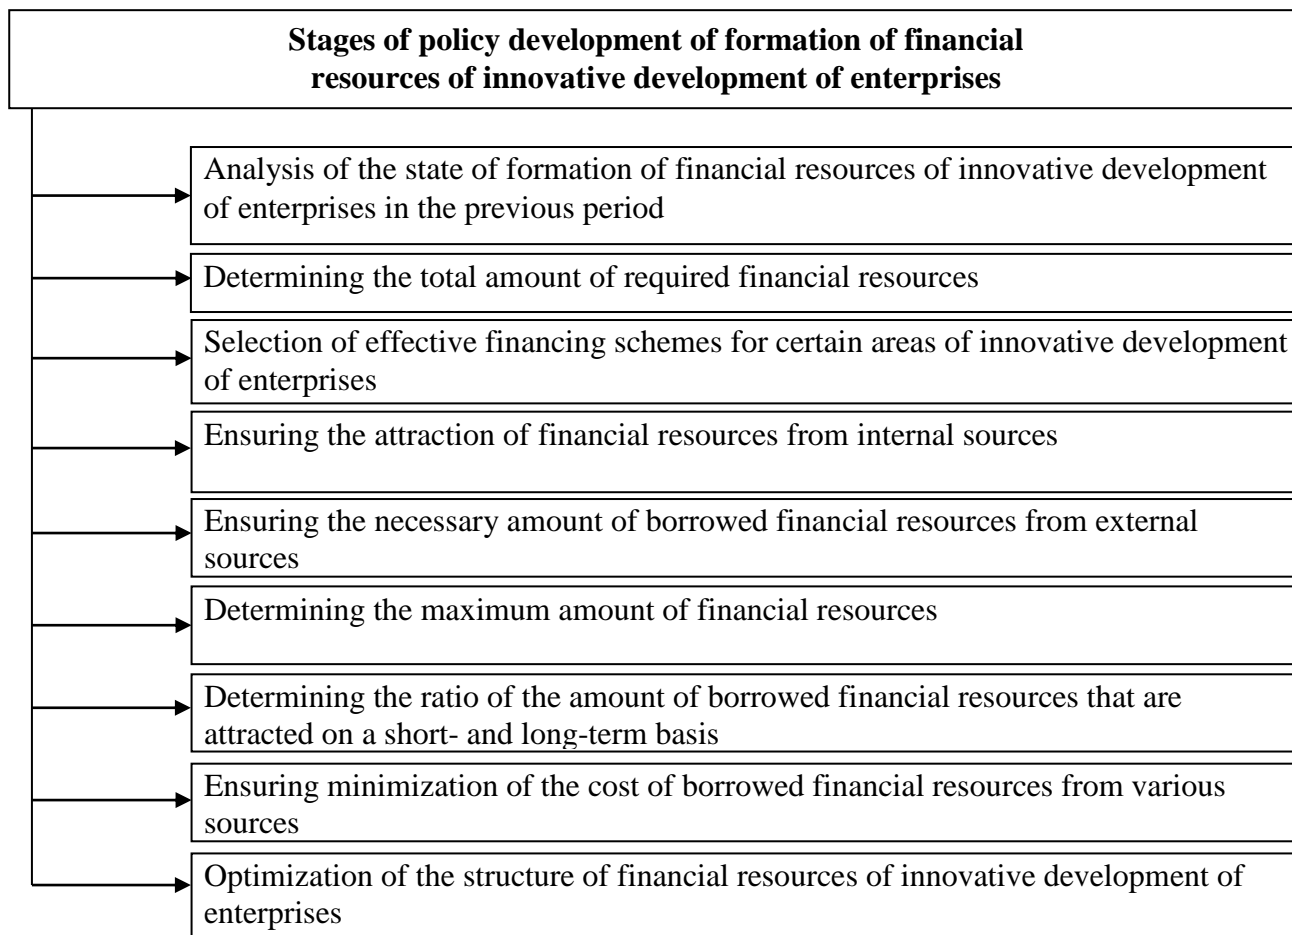 Stages of policy development of formation of financial
resources of innovative development of enterprises
Analysis of the state of formation of financial resources of innovative development
of enterprises in the previous period
Determining the total amount of required financial resources
Selection of effective financing schemes for certain areas of innovative development
of enterprises
Ensuring the attraction of financial resources from internal sources
Ensuring the necessary amount of borrowed financial resources from external
sources
Determining the maximum amount of financial resources
Determining the ratio of the amount of borrowed financial resources that are
attracted on a short- and long-term basis
Ensuring minimization of the cost of borrowed financial resources from various
sources
Optimization of the structure of financial resources of innovative development of
enterprises